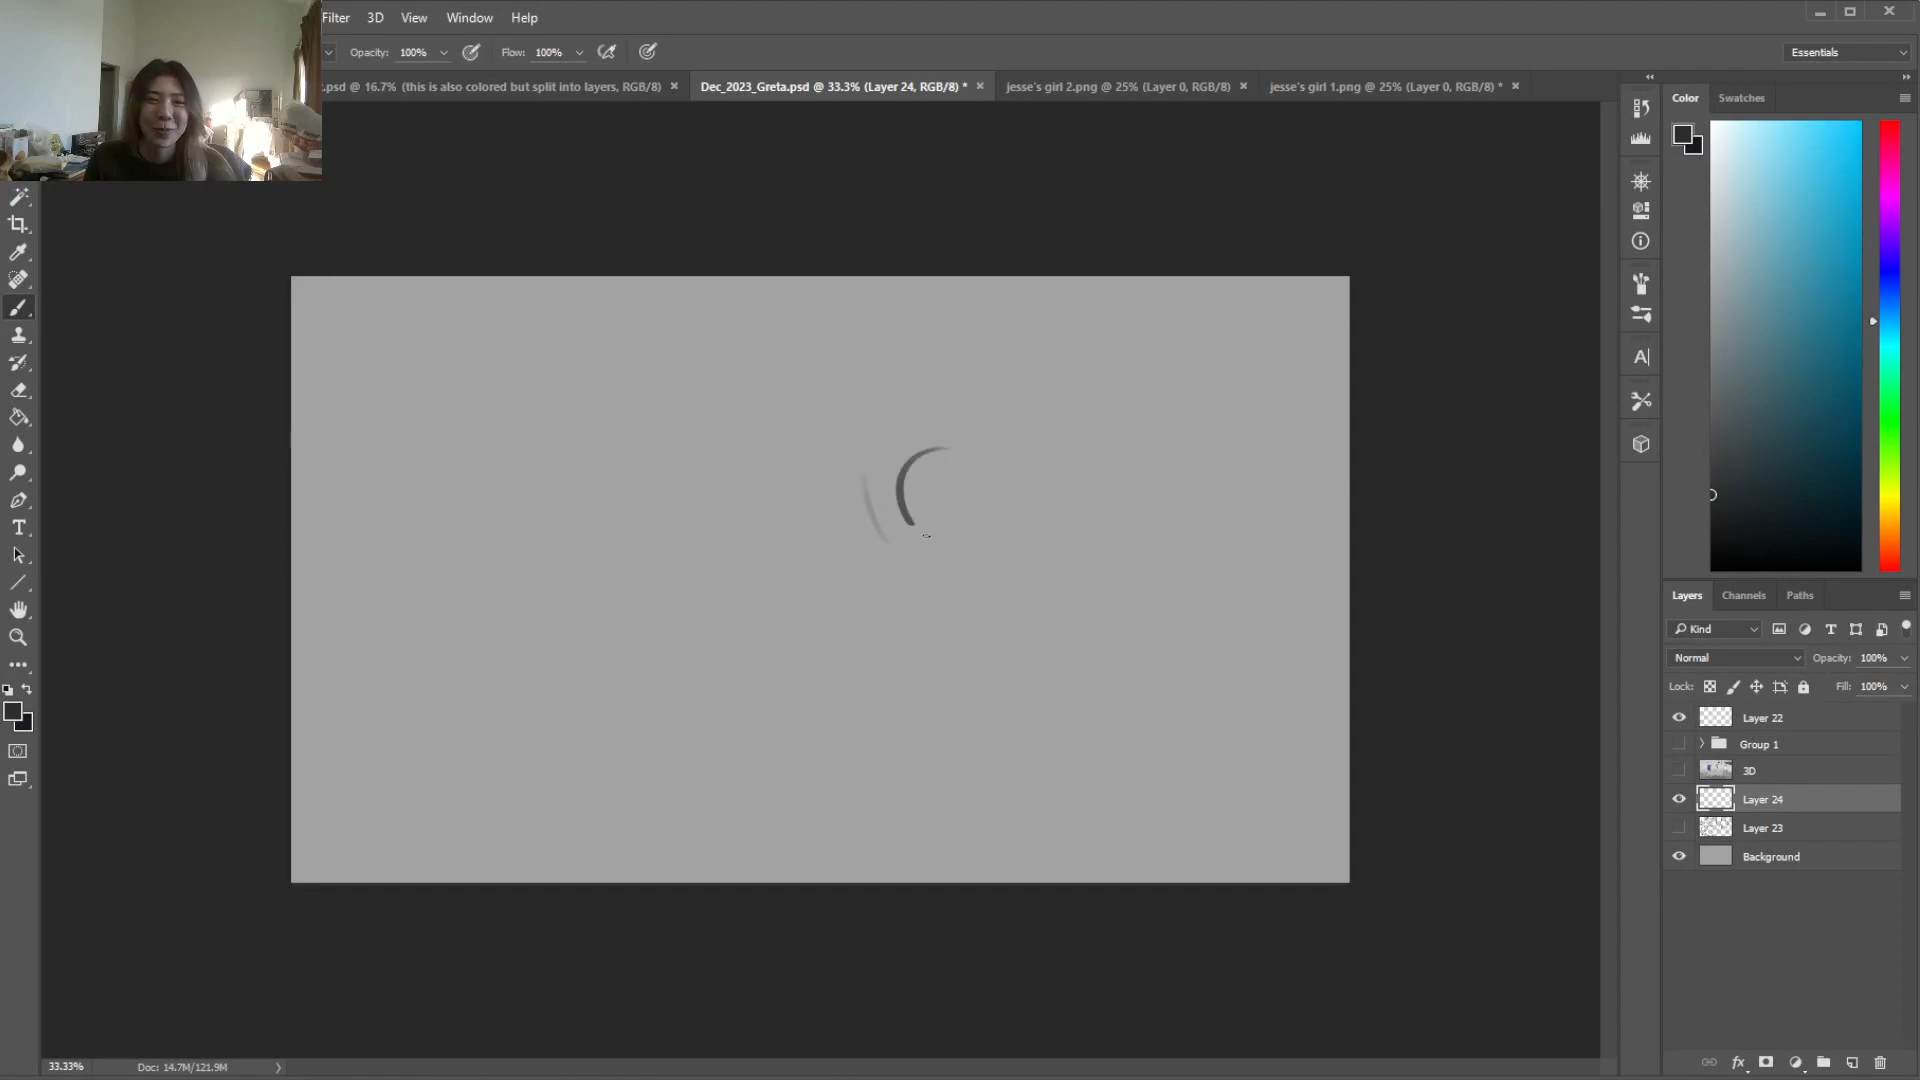 Filter 3D View Window Help
Opacity: 100% Flow: 100% Essentials
.psd @ 16.7% (this is also colored but split into layers, RGB/8) × Dec_2023_Greta.psd @ 33.3% (Layer 24, RGB/8) * × jesse's girl 2.png @ 25% (Layer 0, RGB/8) × jesse's girl 1.png @ 25% (Layer 0, RGB/8) * ×
Color Swatches
Layers Channels Paths
Kind
Normal Opacity: 100%
Lock: Fill: 100%
Layer 22
Group 1
3D
Layer 24
Layer 23
Background
33.33% Doc: 14.7M/121.9M